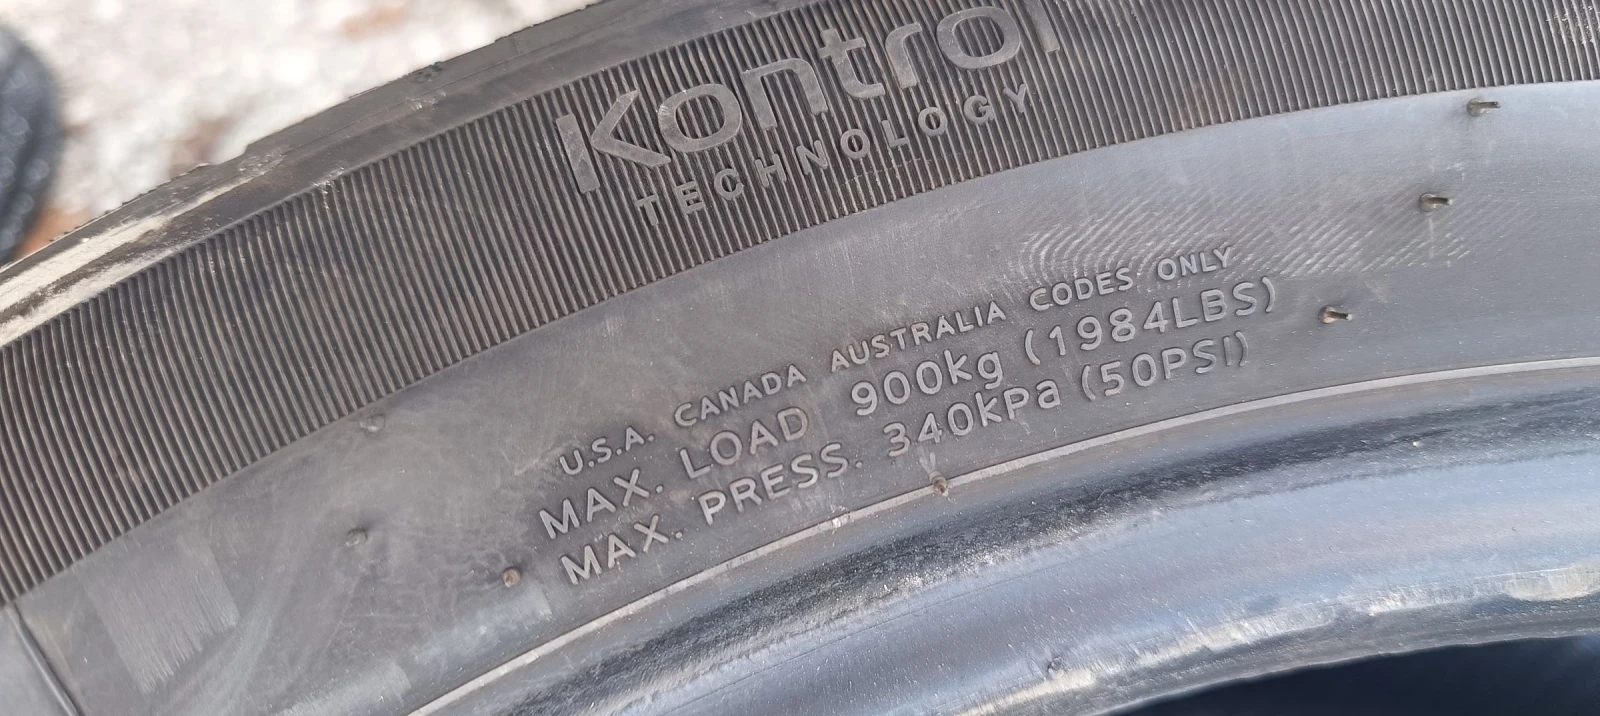 Kontrol
TECHNOLOGY
U.S.A. CANADA AUSTRALIA CODES ONLY
MAX. LOAD 900kg (1984LBS)
MAX. PRESS. 340kPa (50PSI)